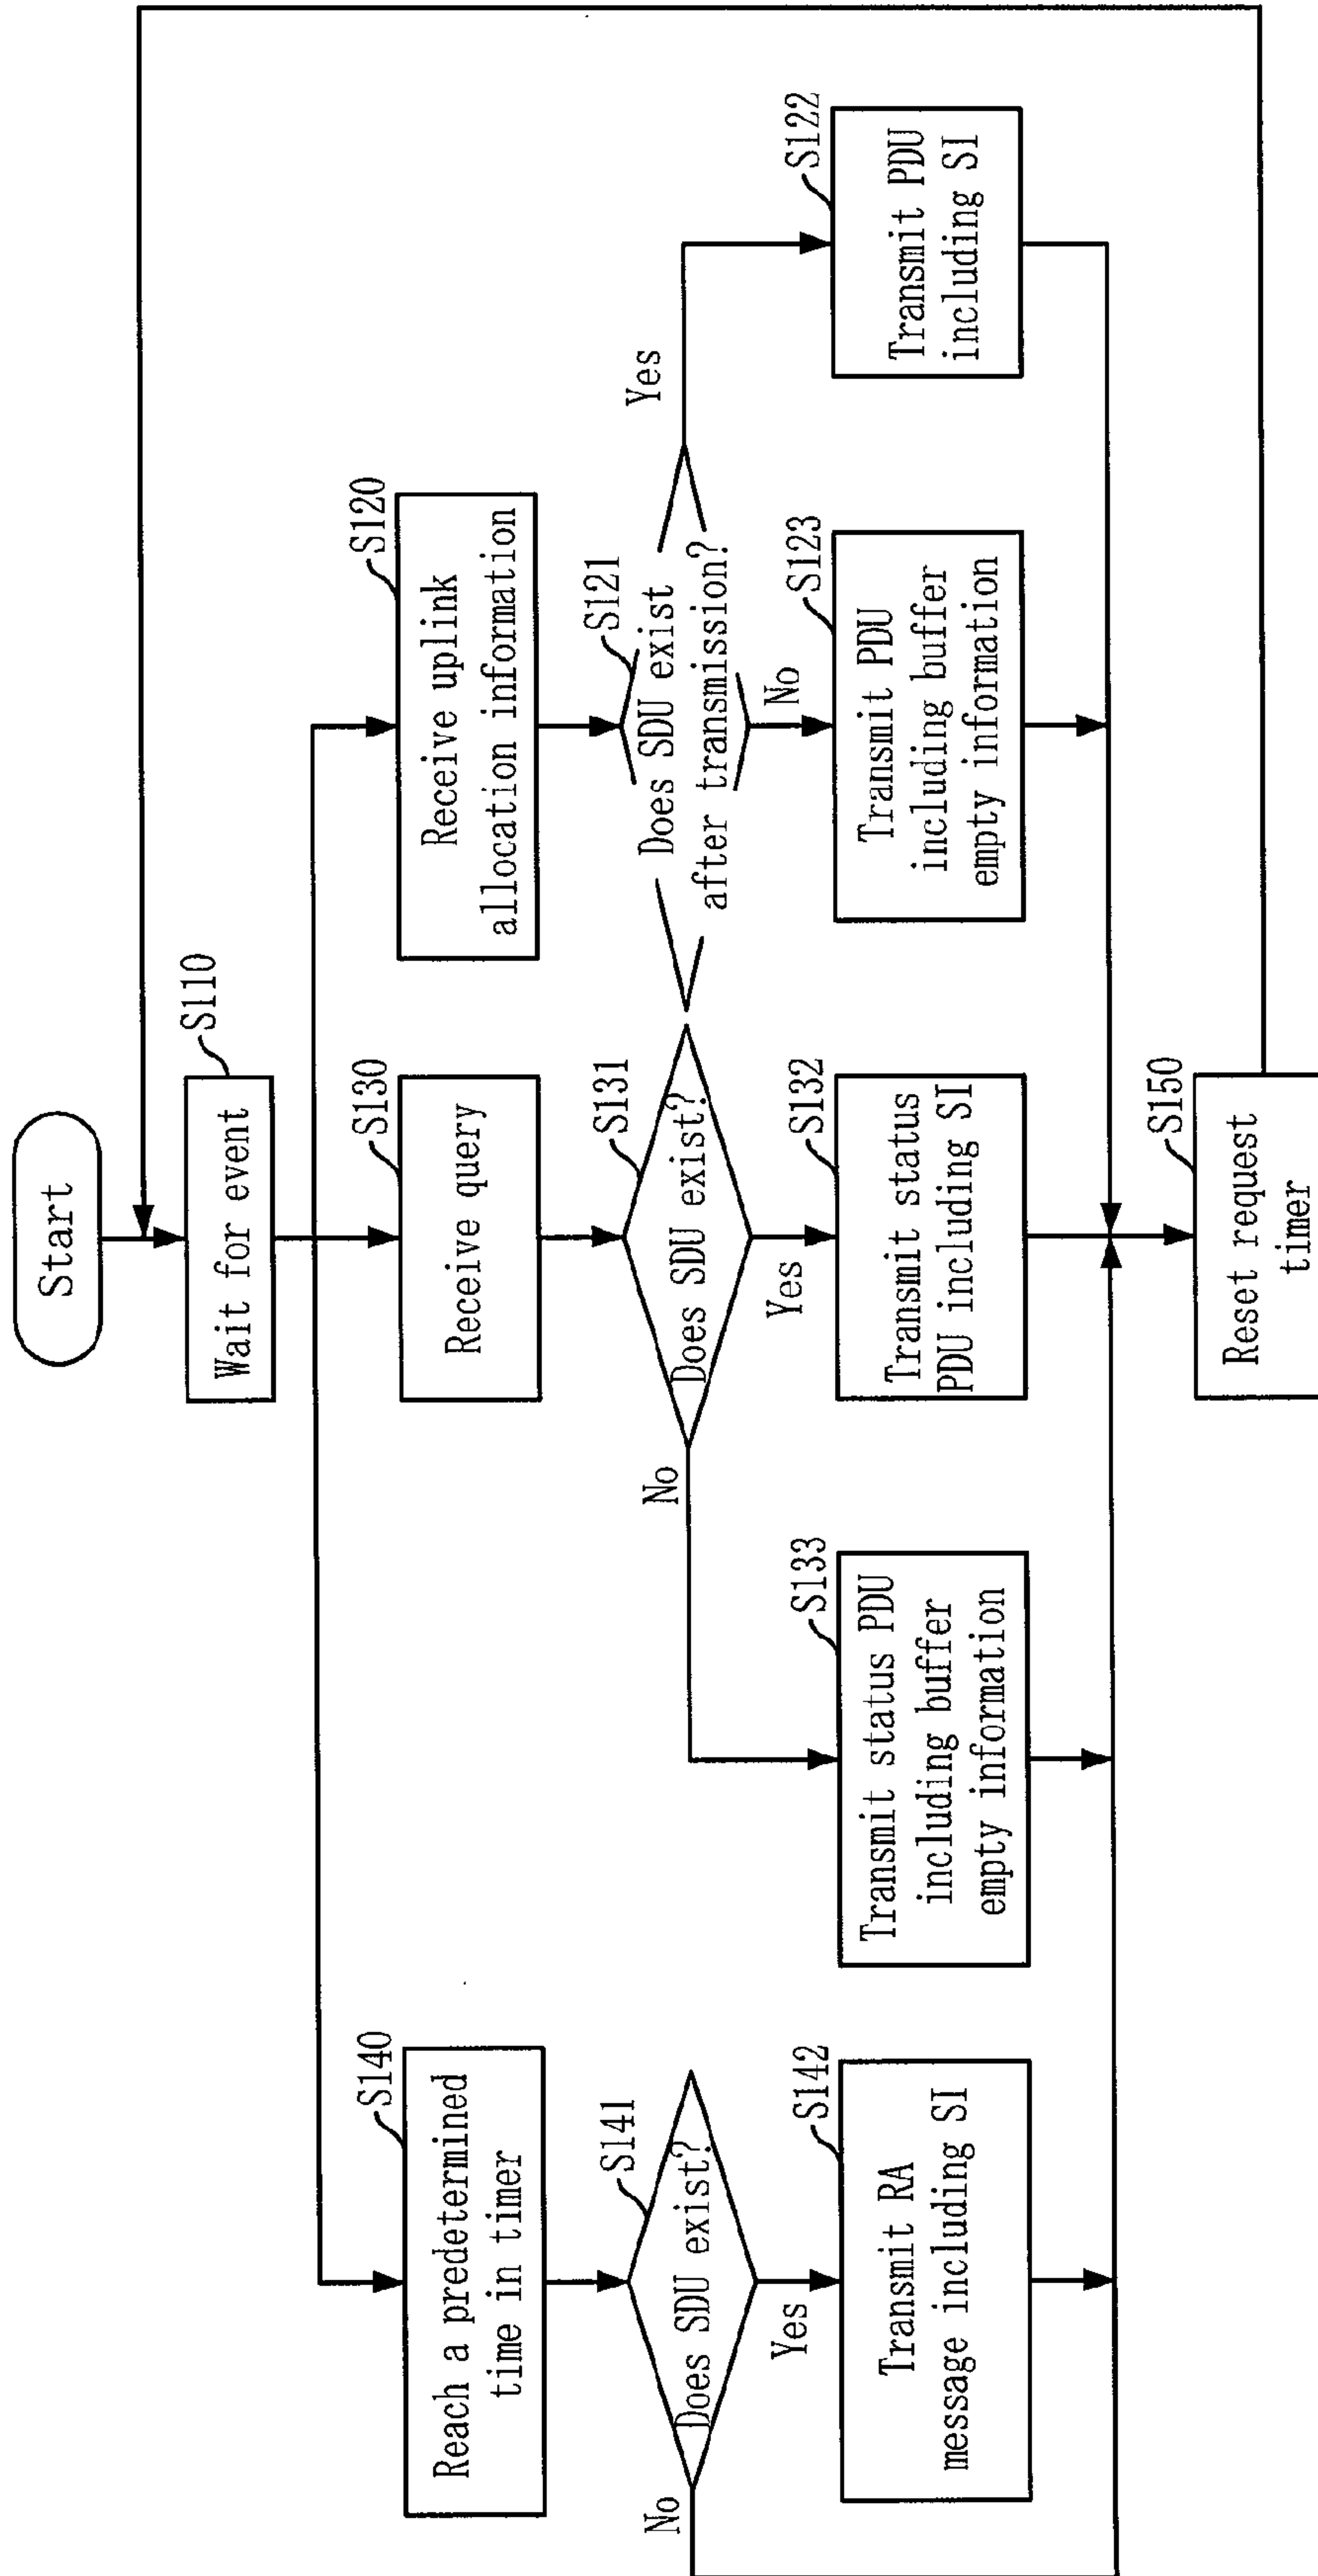 Start
S110
Wait for event
S140
Reach a predetermined
time in timer
S130
Receive query
S120
Receive uplink
allocation information
S141
Does SDU exist?
No
Yes
S131
Does SDU exist?
No
Yes
S121
Does SDU exist
after transmission?
Yes
No
S142
Transmit RA
message including SI
S133
Transmit status PDU
including buffer
empty information
S132
Transmit status
PDU including SI
S123
Transmit PDU
including buffer
empty information
S122
Transmit PDU
including SI
S150
Reset request
timer